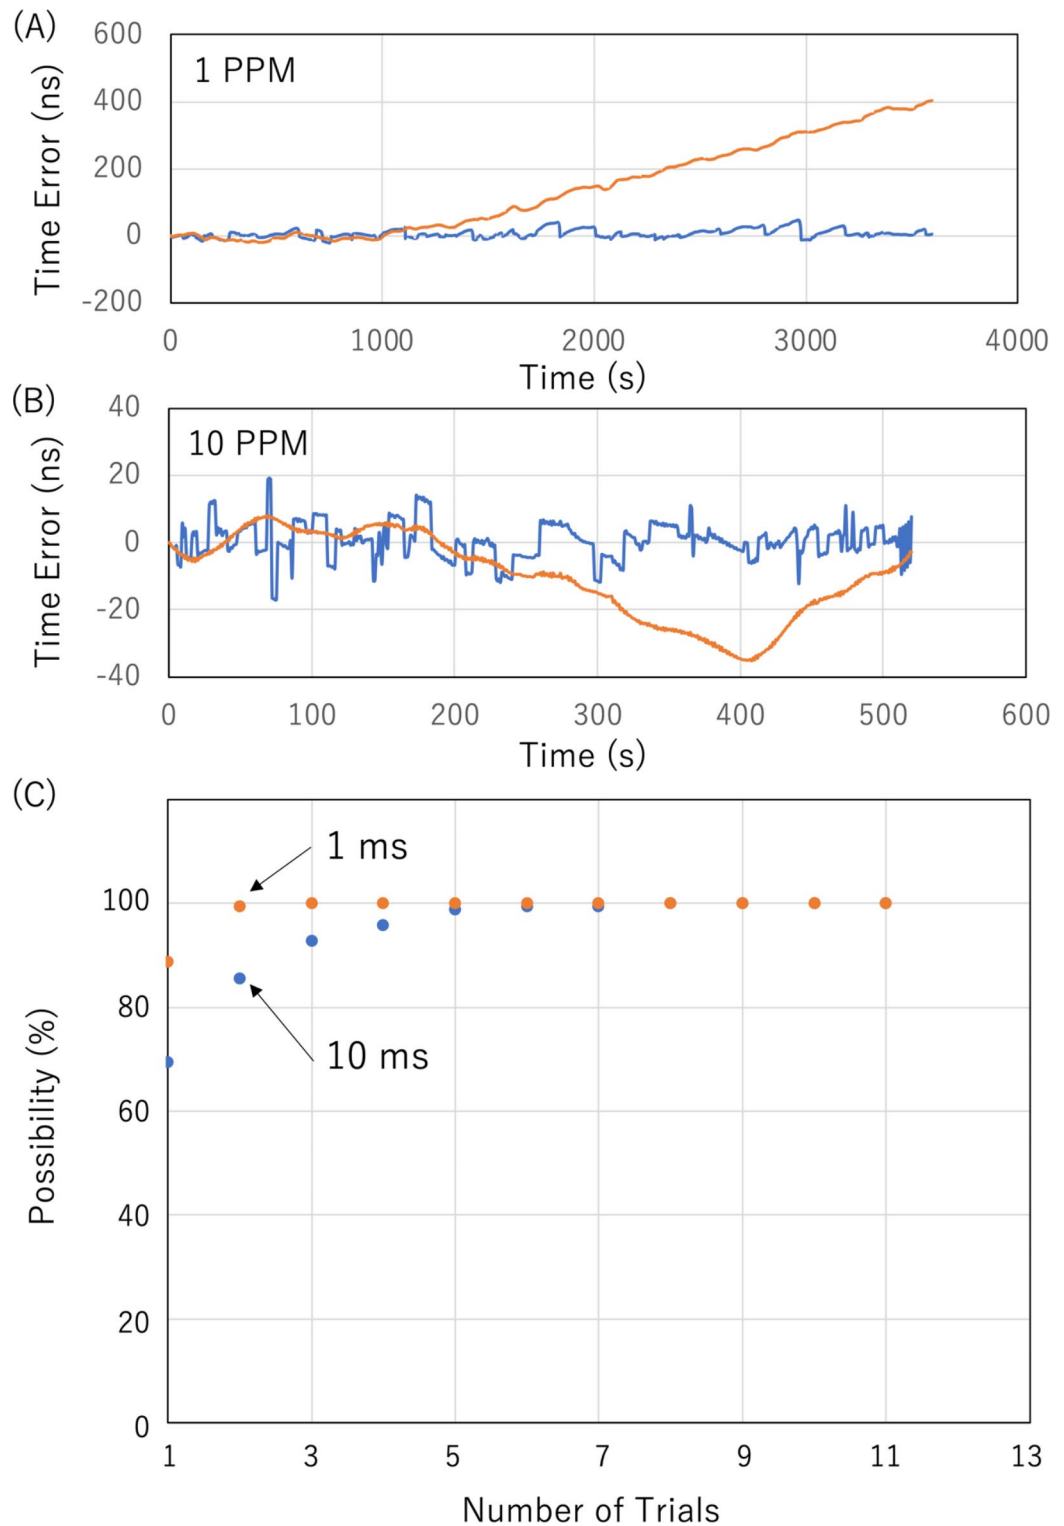 (A)
600
400
200
0
-200
Time Error (ns)
1 PPM
0 1000 2000 3000 4000
Time (s)
(B)
40
20
0
-20
-40
Time Error (ns)
10 PPM
0 100 200 300 400 500 600
Time (s)
(C)
1 ms
10 ms
100
80
60
40
20
0
Possibility (%)
1 3 5 7 9 11 13
Number of Trials